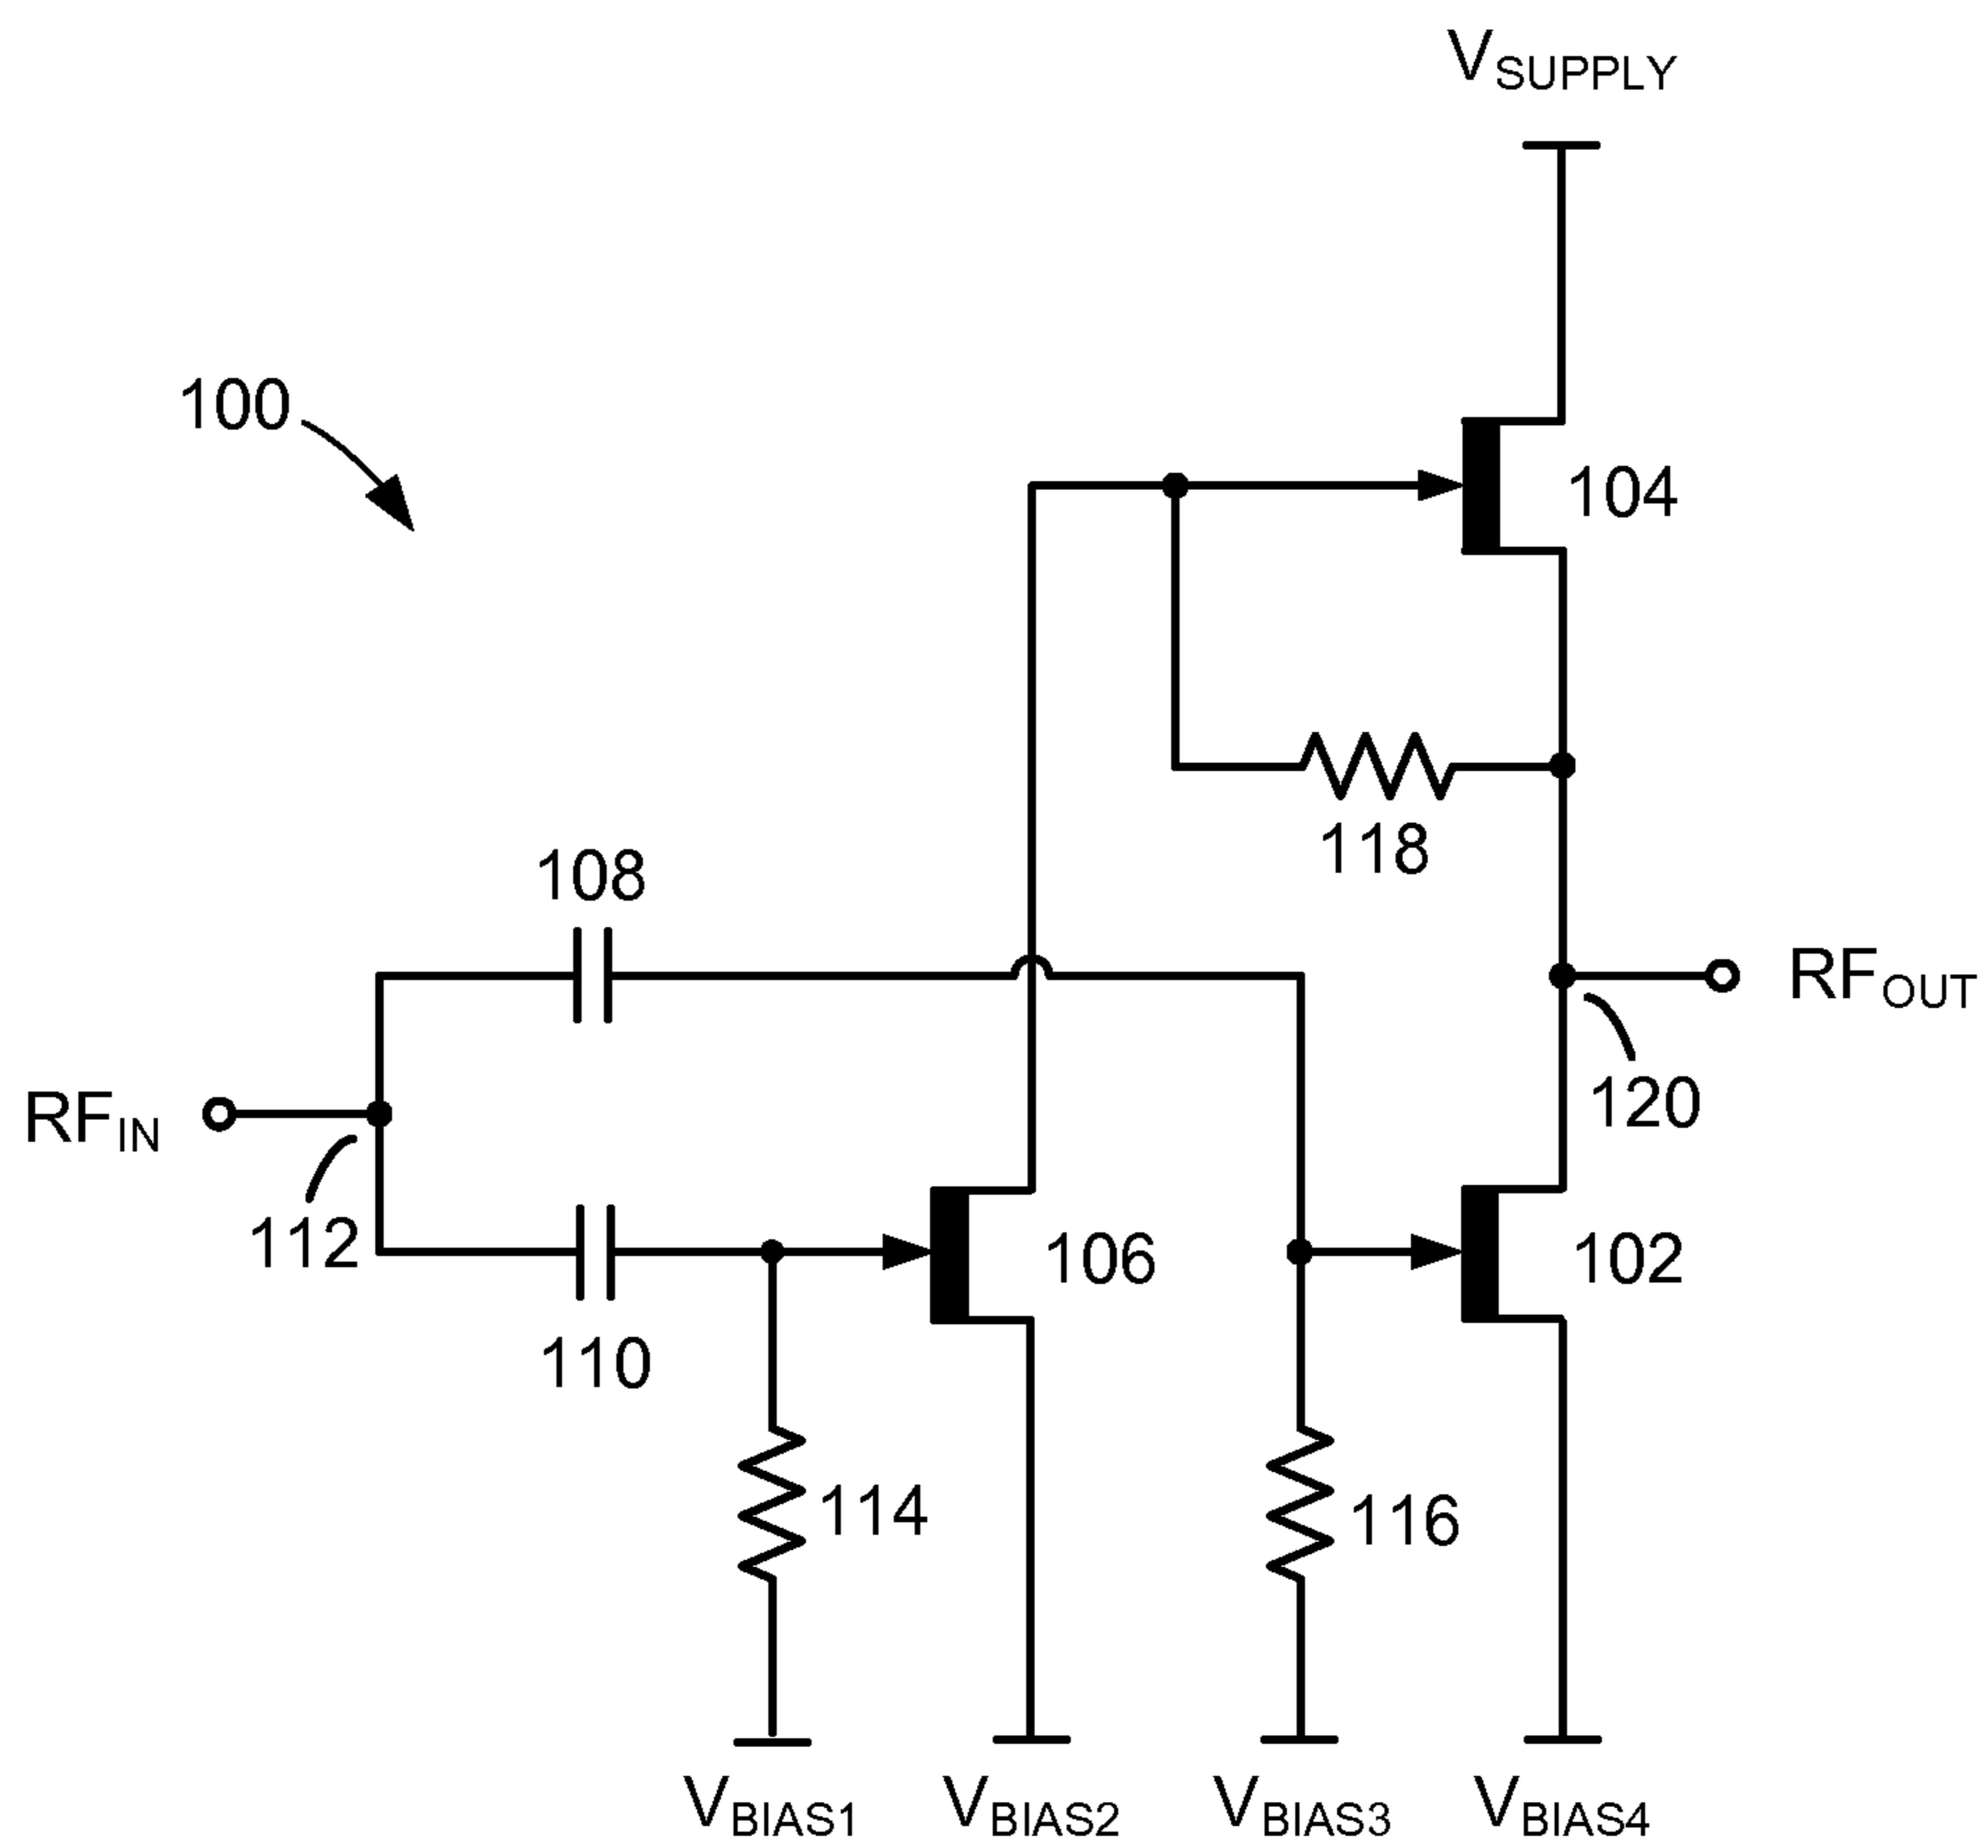 VSUPPLY
100
104
118
108
RFOUT
RFIN
120
112
106
102
110
114
116
VBIAS1
VBIAS2
VBIAS3
VBIAS4